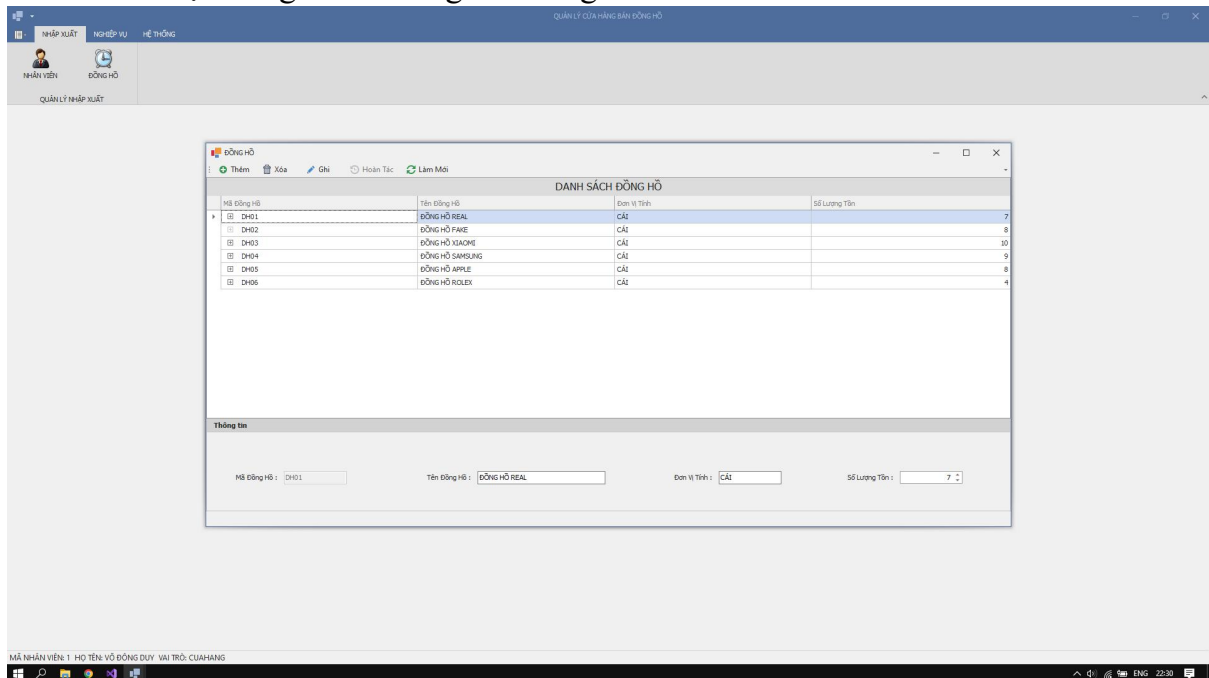 QUẢN LÝ CỬA HÀNG BÁN ĐỒNG HỒ
NHẬP XUẤT NGHIỆP VỤ HỆ THỐNG
NHÂN VIÊN ĐỒNG HỒ
QUẢN LÝ NHẬP XUẤT
ĐỒNG HỒ
Thêm Xóa Ghi Hoàn Tác Làm Mới
DANH SÁCH ĐỒNG HỒ
Mã Đồng Hồ Tên Đồng Hồ Đơn Vị Tính Số Lượng Tồn
DH01 ĐỒNG HỒ REAL CÁI 7
DH02 ĐỒNG HỒ FAKE CÁI 8
DH03 ĐỒNG HỒ XIAOMI CÁI 10
DH04 ĐỒNG HỒ SAMSUNG CÁI 9
DH05 ĐỒNG HỒ APPLE CÁI 8
DH06 ĐỒNG HỒ ROLEX CÁI 4
Thông tin
Mã Đồng Hồ : DH01 Tên Đồng Hồ : ĐỒNG HỒ REAL Đơn Vị Tính : CÁI Số Lượng Tồn : 7
MÃ NHÂN VIÊN: 1 HỌ TÊN: VÕ ĐÔNG DUY VAI TRÒ: CUAHANG
ENG 22:30